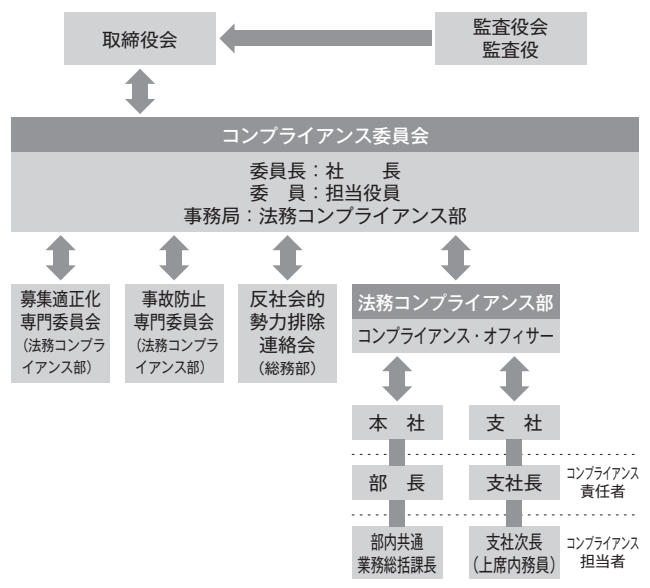 取締役会
監査役会
監査役
コンプライアンス委員会
委員長：社　　長
委　員：担当役員
事務局：法務コンプライアンス部
募集適正化
専門委員会
（法務コンプラ
イアンス部）
事故防止
専門委員会
（法務コンプラ
イアンス部）
反社会的
勢力排除
連絡会
（総務部）
法務コンプライアンス部
コンプライアンス・オフィサー
本　社
支　社
部　長
支社長
コンプライアンス
責任者
部内共通
業務総括課長
支社次長
（上席内務員）
コンプライアンス
担当者